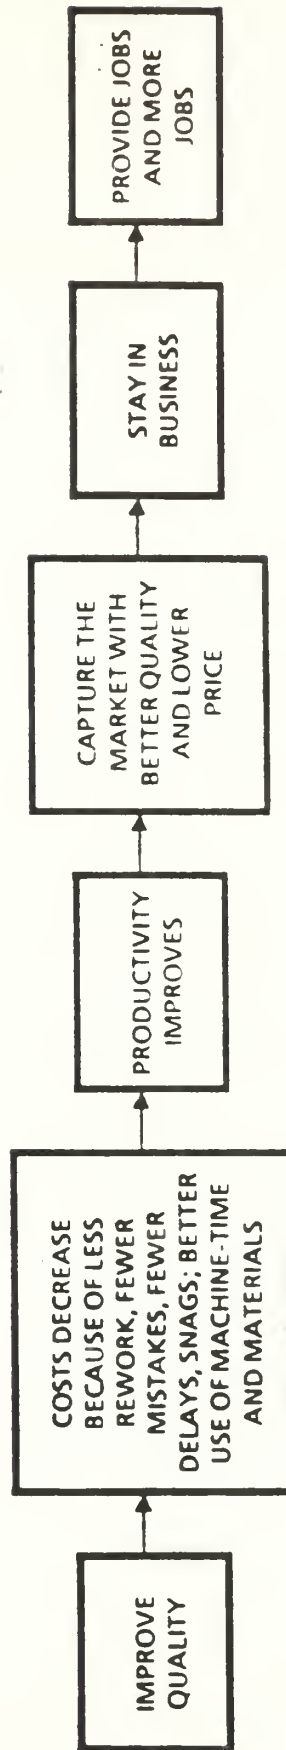 IMPROVE
QUALITY
COSTS DECREASE
BECAUSE OF LESS
REWORK, FEWER
MISTAKES, FEWER
DELAYS, SNAGS; BETTER
USE OF MACHINE-TIME
AND MATERIALS
PRODUCTIVITY
IMPROVES
CAPTURE THE
MARKET WITH
BETTER QUALITY
AND LOWER
PRICE
STAY IN
BUSINESS
PROVIDE JOBS
AND MORE
JOBS